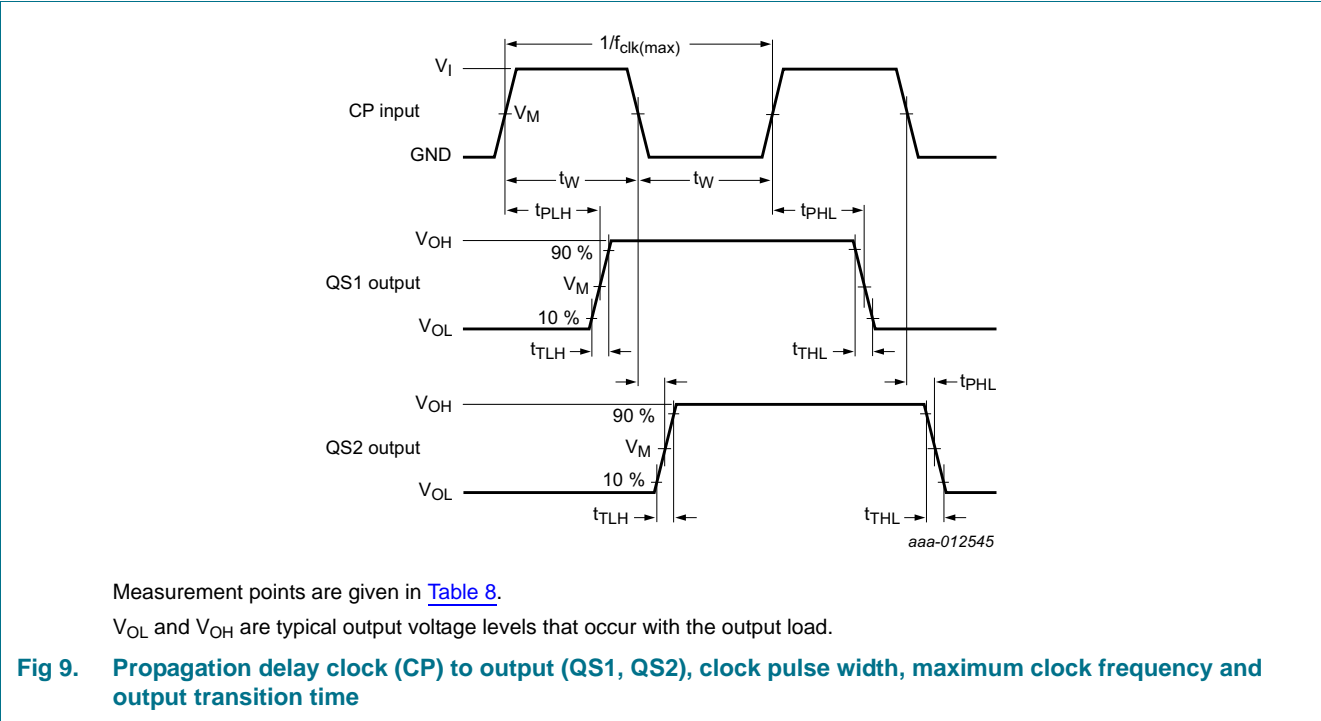 1/fclk(max)
VI
CP input
VM
GND
tW
tW
tPLH
tPHL
VOH
90 %
QS1 output
VM
10 %
VOL
tTLH
tTHL
tPHL
VOH
90 %
QS2 output
VM
10 %
VOL
tTLH
tTHL
aaa-012545
Measurement points are given in Table 8.
VOL and VOH are typical output voltage levels that occur with the output load.
Fig 9. Propagation delay clock (CP) to output (QS1, QS2), clock pulse width, maximum clock frequency and
output transition time